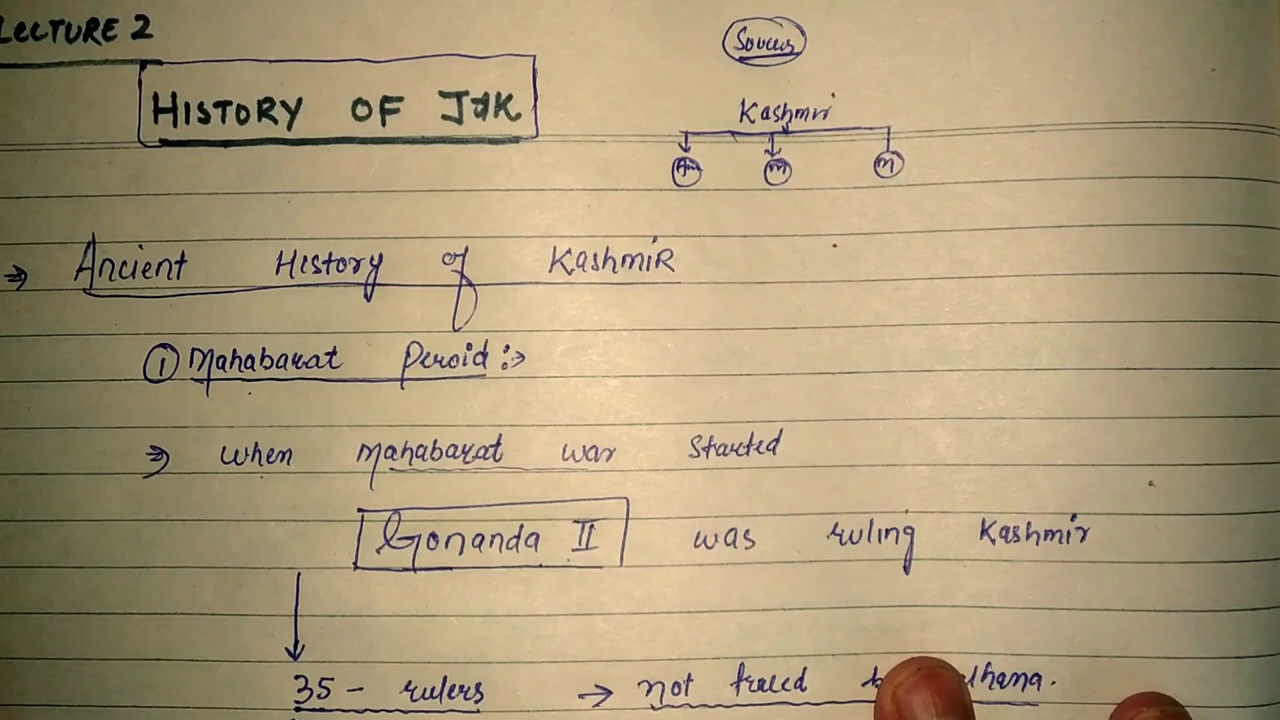 LECTURE 2
Sources
HISTORY OF J&K
Kashmir
Anc M M
⇒ Ancient History of Kashmir
① Mahabarat Peroid :->
⇒ when Mahabarat war started
Gonanda II was ruling Kashmir
35 - rulers → not traced